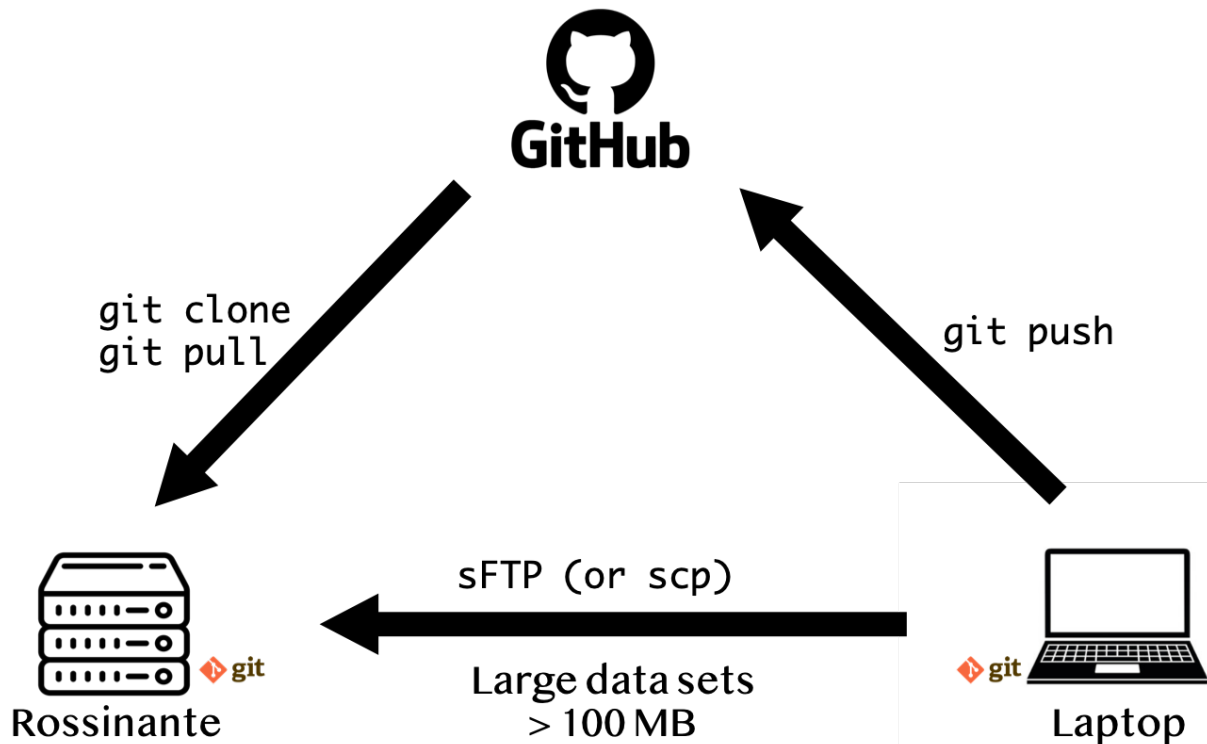 GitHub
git clone
git pull
git push
sFTP (or scp)
Large data sets
> 100 MB
git
Rossinante
git
Laptop